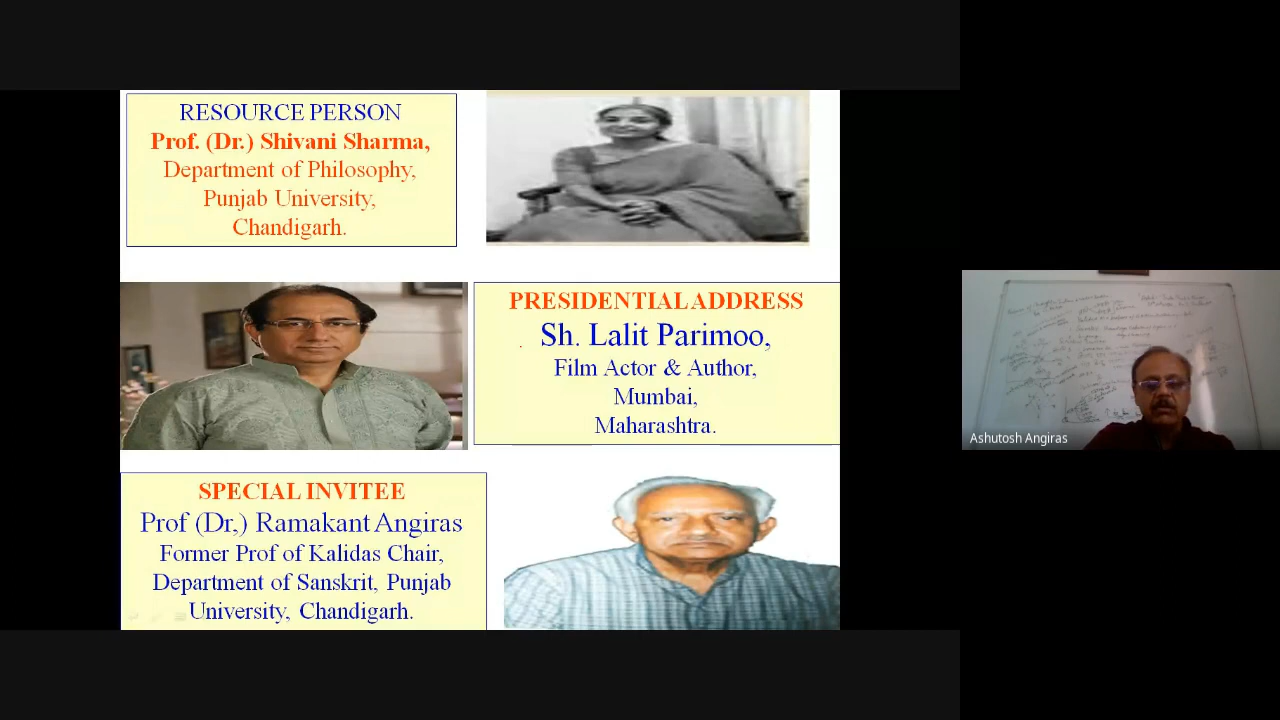 RESOURCE PERSON
Prof. (Dr.) Shivani Sharma,
Department of Philosophy,
Punjab University,
Chandigarh.
PRESIDENTIAL ADDRESS
Sh. Lalit Parimoo,
Film Actor & Author,
Mumbai,
Maharashtra.
SPECIAL INVITEE
Prof (Dr,) Ramakant Angiras
Former Prof of Kalidas Chair,
Department of Sanskrit, Punjab
University, Chandigarh.
Ashutosh Angiras